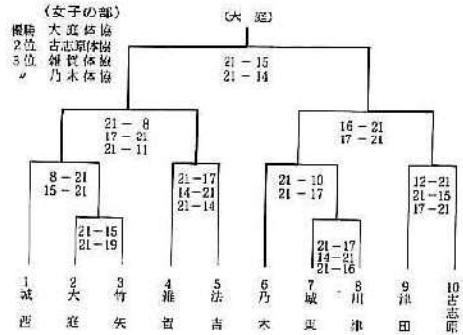 (女子の部)
優勝 大庭体協
2位 古志原体協
3位 雑賀体協
〃 乃木体協
(大庭)
21-15
21-14
21-8
17-21
21-11
16-21
17-21
8-21
15-21
21-17
14-21
21-14
21-10
21-17
12-21
21-15
17-21
21-15
21-19
21-17
14-21
21-16
1 城西
2 大庭
3 竹矢
4 雑賀
5 法吉
6 乃木
7 城東
8 川津
9 津田
10 古志原